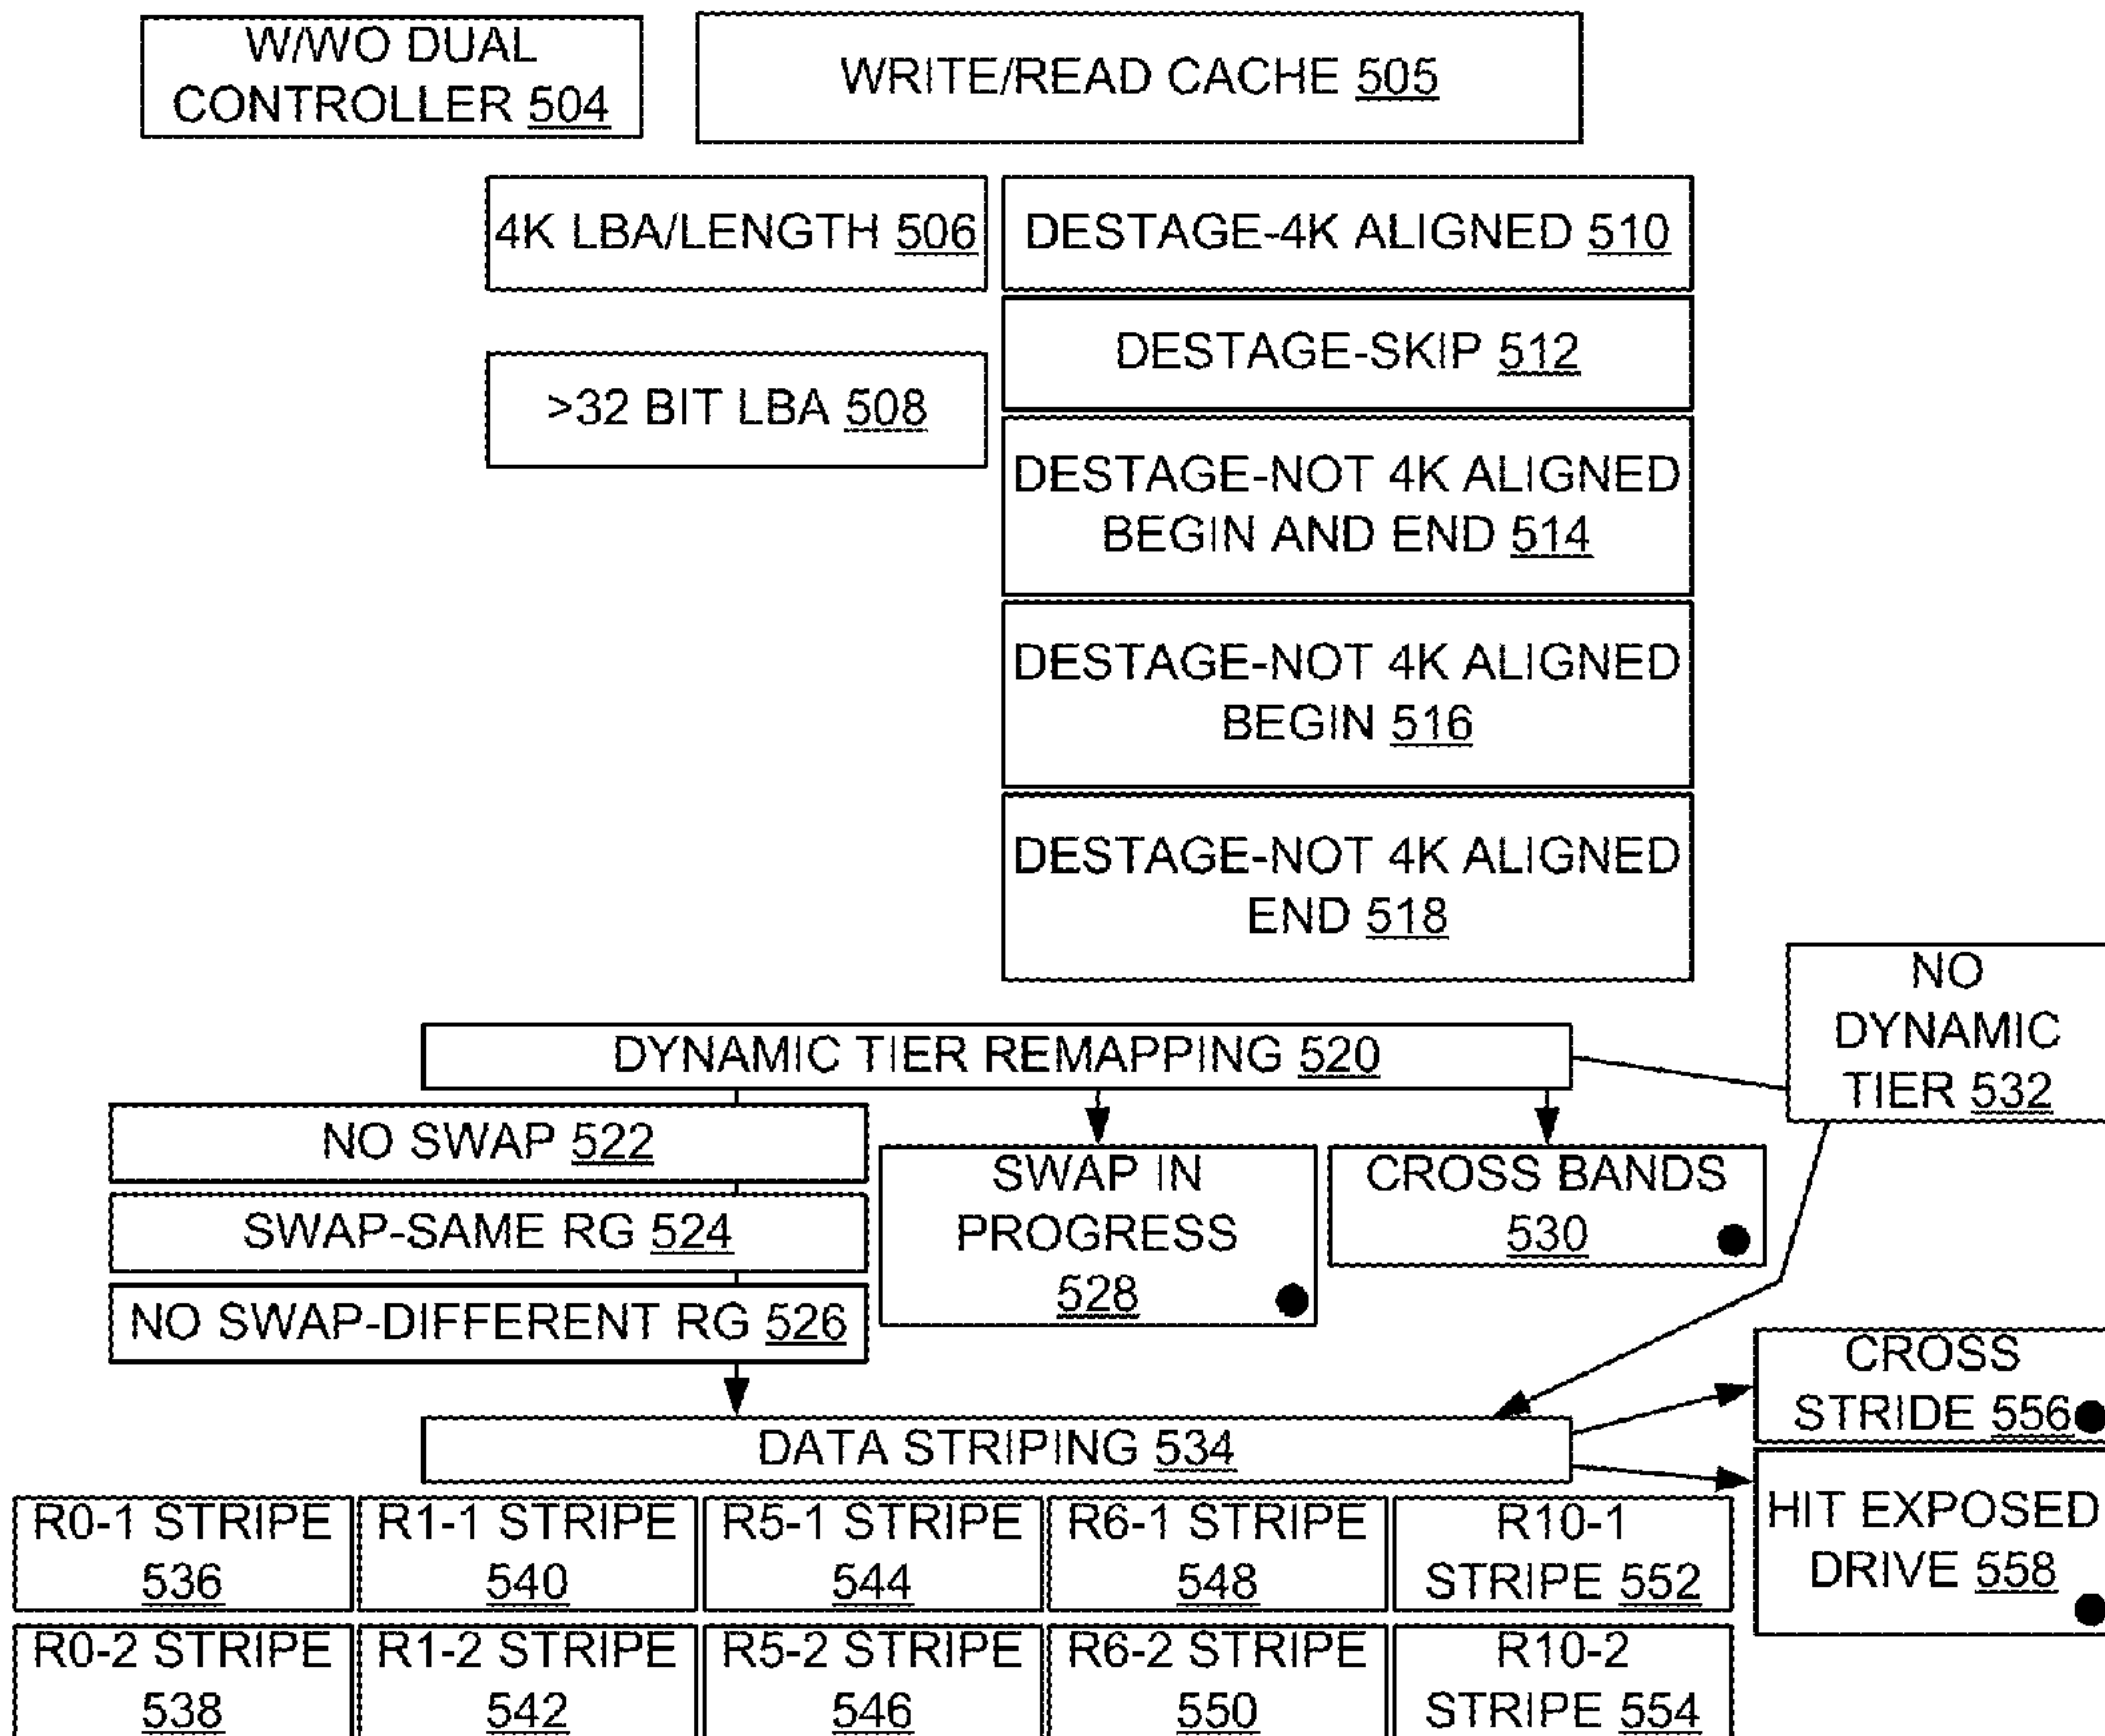 W/WO DUAL
CONTROLLER 504
WRITE/READ CACHE 505
4K LBA/LENGTH 506
DESTAGE-4K ALIGNED 510
DESTAGE-SKIP 512
>32 BIT LBA 508
DESTAGE-NOT 4K ALIGNED
BEGIN AND END 514
DESTAGE-NOT 4K ALIGNED
BEGIN 516
DESTAGE-NOT 4K ALIGNED
END 518
NO
DYNAMIC
TIER 532
DYNAMIC TIER REMAPPING 520
NO SWAP 522
SWAP-SAME RG 524
NO SWAP-DIFFERENT RG 526
SWAP IN
PROGRESS
528
CROSS BANDS
530
CROSS
STRIDE 556
DATA STRIPING 534
HIT EXPOSED
DRIVE 558
R0-1 STRIPE
536
R1-1 STRIPE
540
R5-1 STRIPE
544
R6-1 STRIPE
548
R10-1
STRIPE 552
R0-2 STRIPE
538
R1-2 STRIPE
542
R5-2 STRIPE
546
R6-2 STRIPE
550
R10-2
STRIPE 554